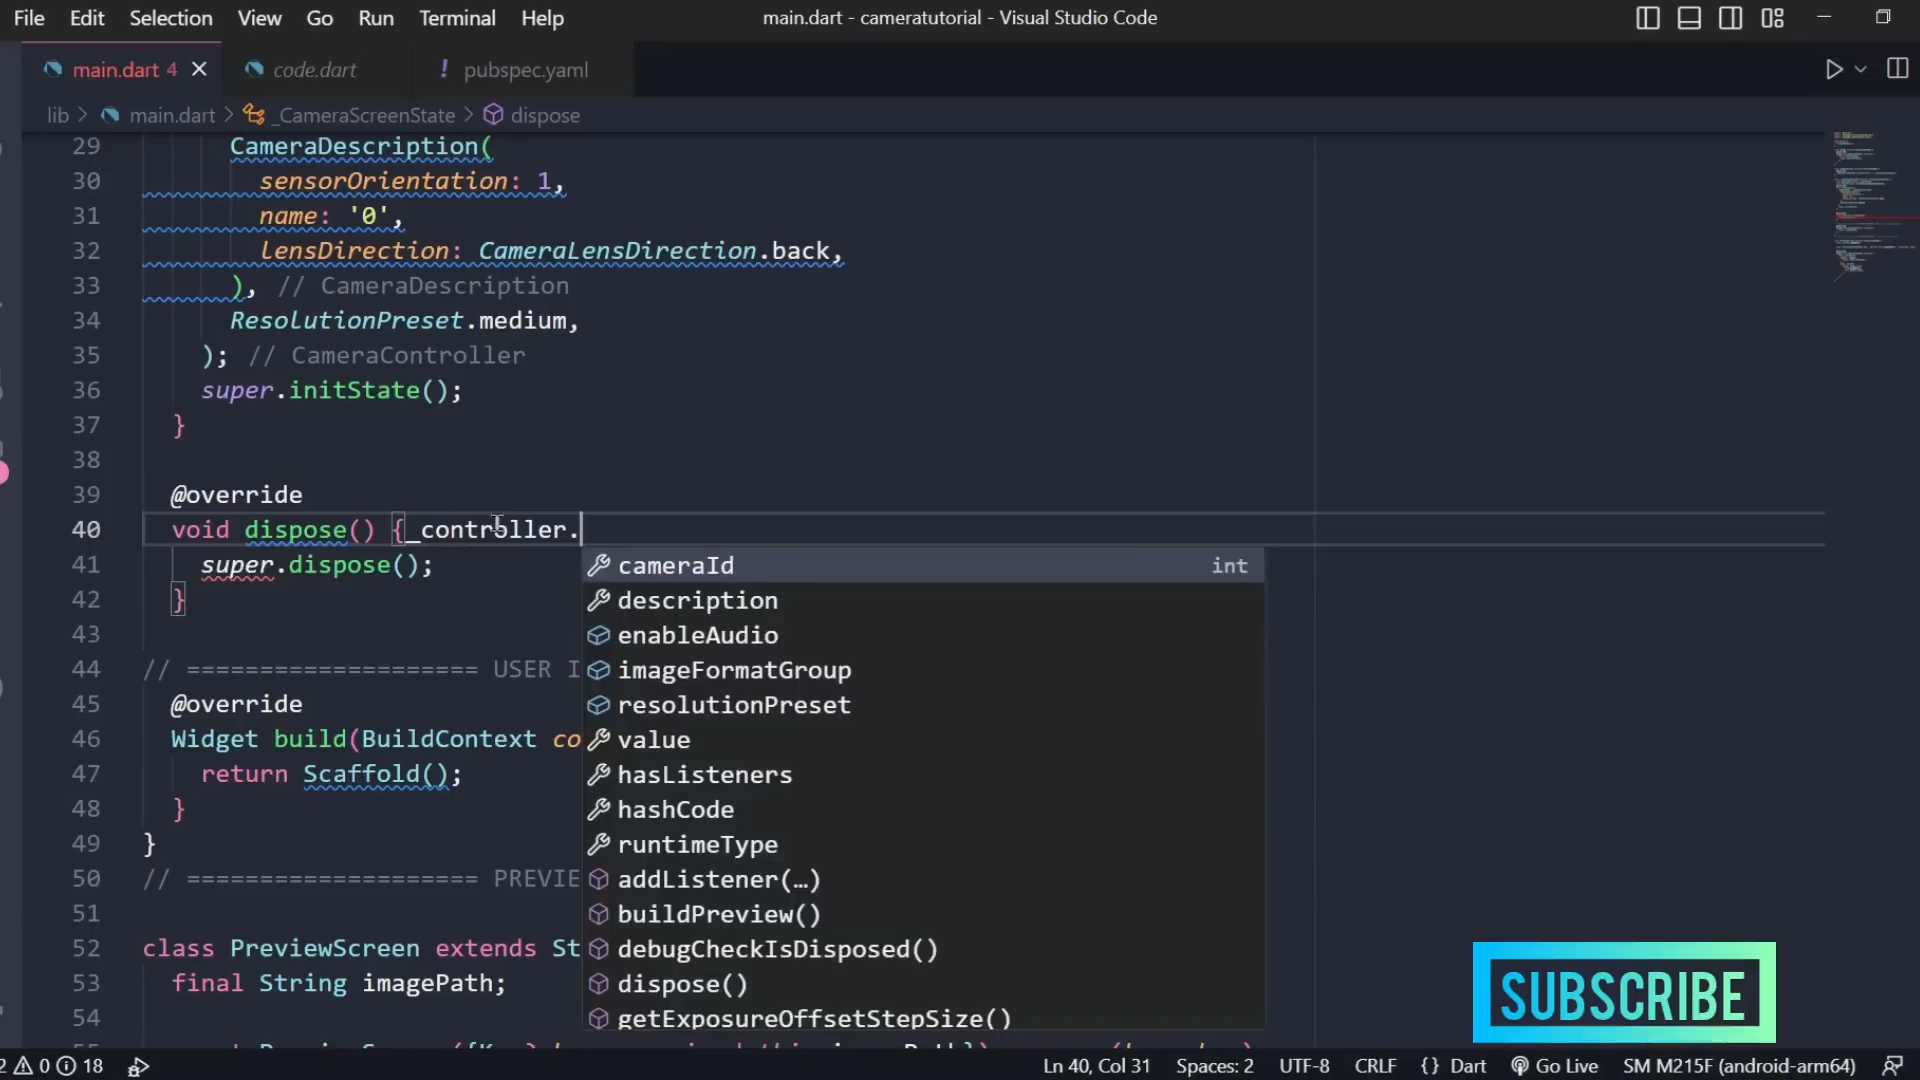 File Edit Selection View Go Run Terminal Help main.dart - cameratutorial - Visual Studio Code
main.dart 4 code.dart ! pubspec.yaml
lib > main.dart > _CameraScreenState > dispose
29 CameraDescription(
30 sensorOrientation: 1,
31 name: '0',
32 lensDirection: CameraLensDirection.back,
33 ), // CameraDescription
34 ResolutionPreset.medium,
35 ); // CameraController
36 super.initState();
37 }
38
39 @override
40 void dispose() {_controller.
41 super.dispose();
42 }
43
44 // ==================== USER I
45 @override
46 Widget build(BuildContext co
47 return Scaffold();
48 }
49 }
50 // ==================== PREVIE
51
52 class PreviewScreen extends St
53 final String imagePath;
54
cameraId int
description
enableAudio
imageFormatGroup
resolutionPreset
value
hasListeners
hashCode
runtimeType
addListener(…)
buildPreview()
debugCheckIsDisposed()
dispose()
getExposureOffsetStepSize()
SUBSCRIBE
2 0 18 Ln 40, Col 31 Spaces: 2 UTF-8 CRLF {} Dart Go Live SM M215F (android-arm64)